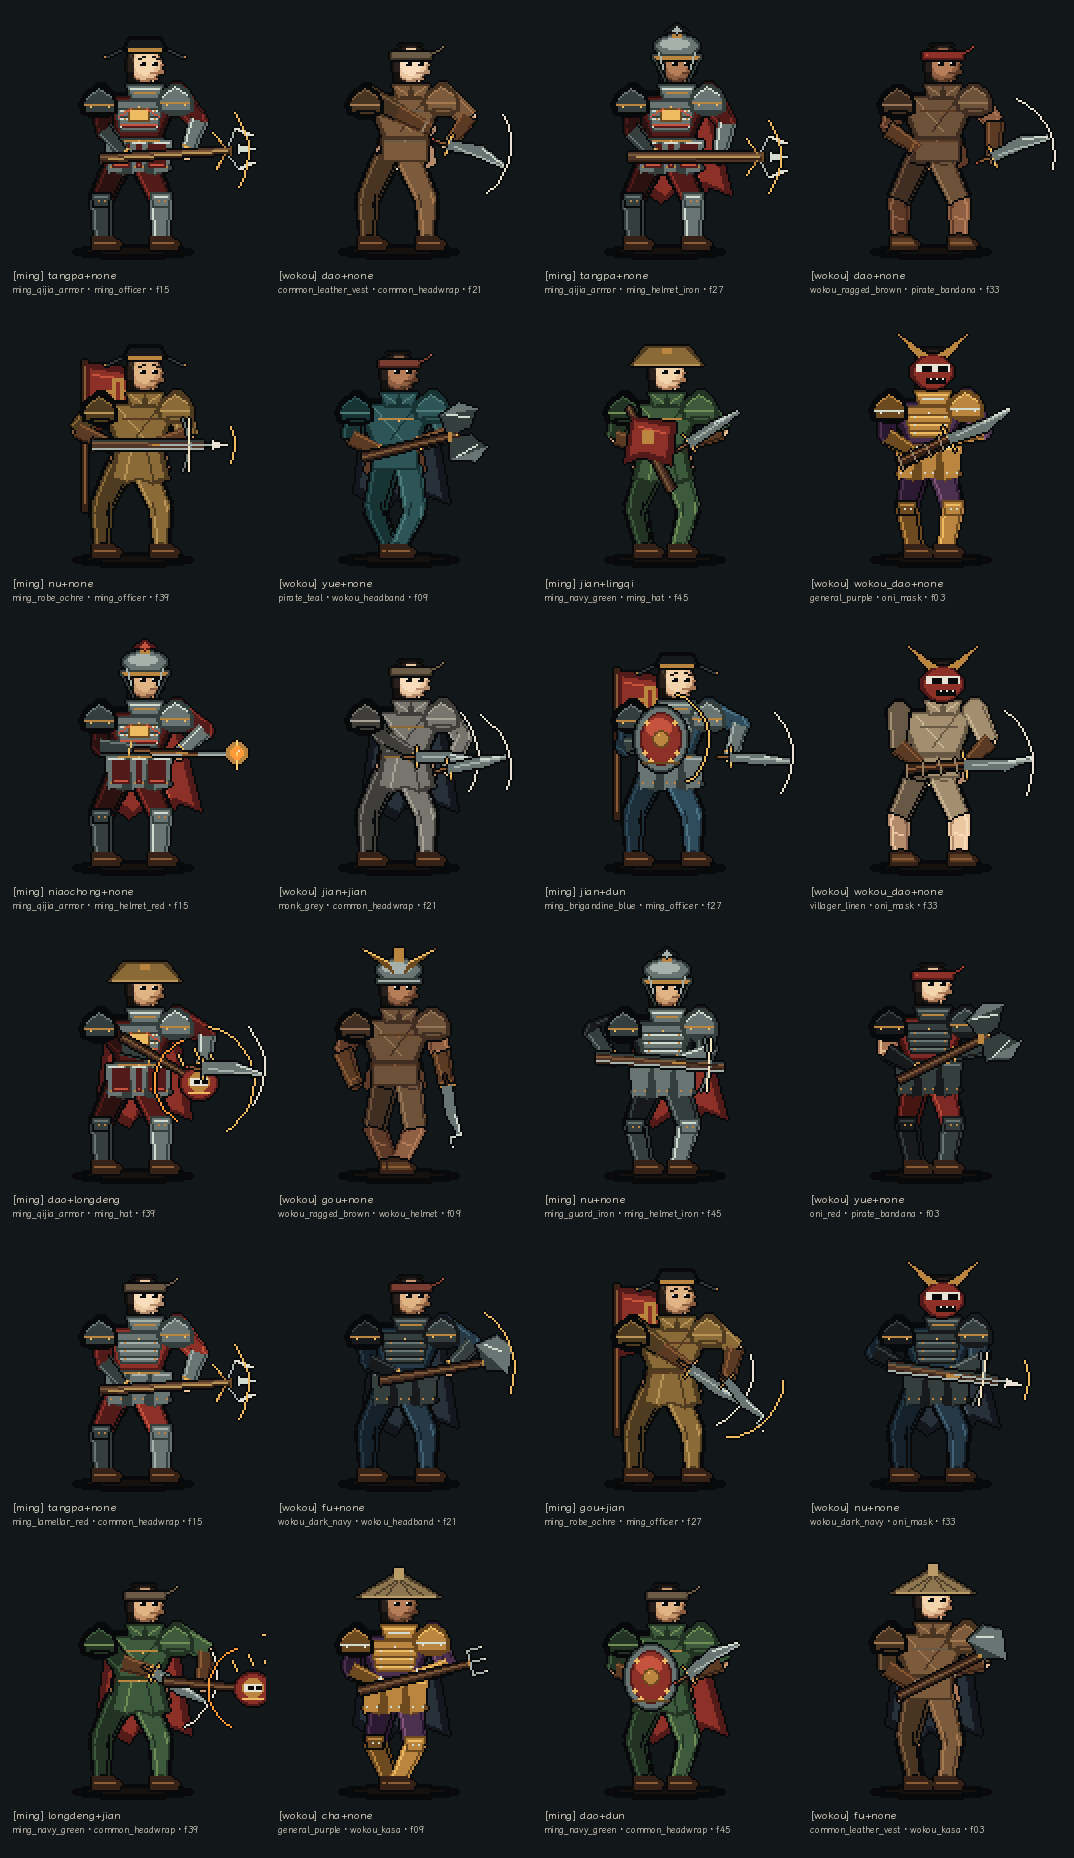 [ming] tangpa+none
ming_qijia_armor • ming_officer • f15
[wokou] dao+none
common_leather_vest • common_headwrap • f21
[ming] tangpa+none
ming_qijia_armor • ming_helmet_iron • f27
[wokou] dao+none
wokou_ragged_brown • pirate_bandana • f33
[ming] nu+none
ming_robe_ochre • ming_officer • f39
[wokou] yue+none
pirate_teal • wokou_headband • f09
[ming] jian+lingqi
ming_navy_green • ming_hat • f45
[wokou] wokou_dao+none
general_purple • oni_mask • f03
[ming] niaochong+none
ming_qijia_armor • ming_helmet_red • f15
[wokou] jian+jian
monk_grey • common_headwrap • f21
[ming] jian+dun
ming_brigandine_blue • ming_officer • f27
[wokou] wokou_dao+none
villager_linen • oni_mask • f33
[ming] dao+longdeng
ming_qijia_armor • ming_hat • f39
[wokou] gou+none
wokou_ragged_brown • wokou_helmet • f09
[ming] nu+none
ming_guard_iron • ming_helmet_iron • f45
[wokou] yue+none
oni_red • pirate_bandana • f03
[ming] tangpa+none
ming_lamellar_red • common_headwrap • f15
[wokou] fu+none
wokou_dark_navy • wokou_headband • f21
[ming] gou+jian
ming_robe_ochre • ming_officer • f27
[wokou] nu+none
wokou_dark_navy • oni_mask • f33
[ming] longdeng+jian
ming_navy_green • common_headwrap • f39
[wokou] cha+none
general_purple • wokou_kasa • f09
[ming] dao+dun
ming_navy_green • common_headwrap • f45
[wokou] fu+none
common_leather_vest • wokou_kasa • f03